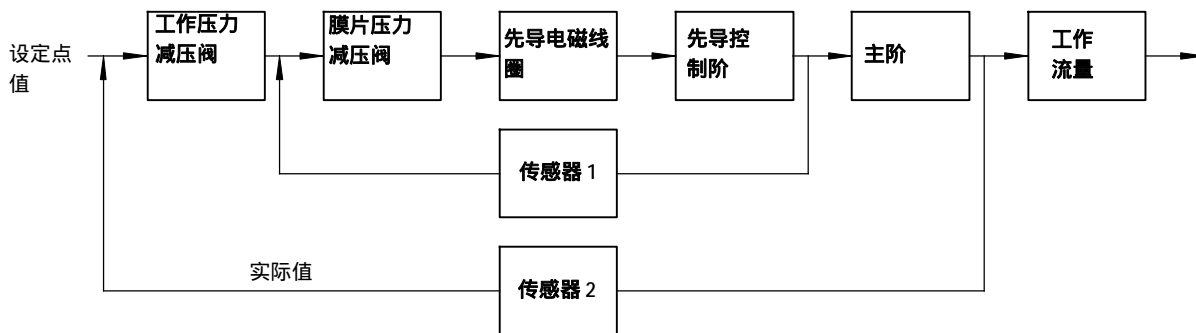 设定点
值
工作压力
减压阀
膜片压力
减压阀
先导电磁线
圈
先导控
制阶
主阶
工作
流量
传感器 1
实际值
传感器 2